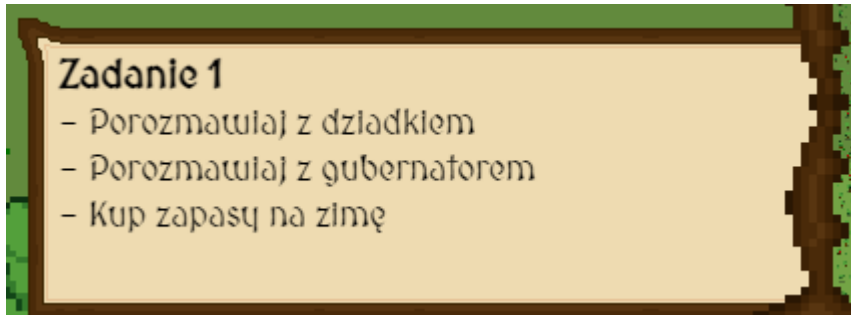 Zadanie 1
- Porozmawiaj z dziadkiem
- Porozmawiaj z gubernatorem
- Kup zapasy na zimę